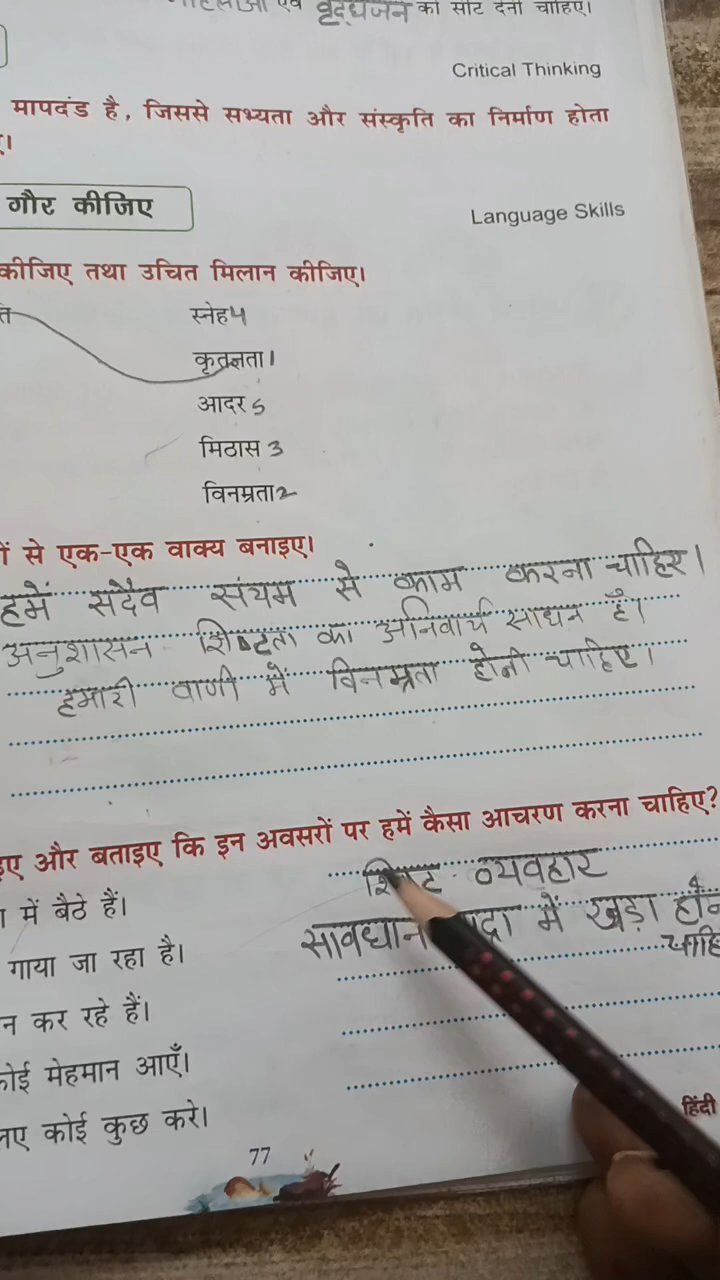 एवं वृद्धजन को सीट देनी चाहिए।
Critical Thinking
मापदंड है, जिससे सभ्यता और संस्कृति का निर्माण होता
गौर कीजिए
Language Skills
कीजिए तथा उचित मिलान कीजिए।
स्नेह 4
कृतज्ञता 1
आदर 5
मिठास 3
विनम्रता 2
से एक-एक वाक्य बनाइए।
हमें सदैव संयम से काम करना चाहिए।
अनुशासन शिष्टता का अनिवार्य साधन है।
हमारी वाणी में विनम्रता होनी चाहिए।
और बताइए कि इन अवसरों पर हमें कैसा आचरण करना चाहिए?
व्यवहार
में बैठे हैं।
सावधान में खड़ा
गाया जा रहा है।
कर रहे हैं।
मेहमान आएँ।
कोई कुछ करे।
हिंदी
77